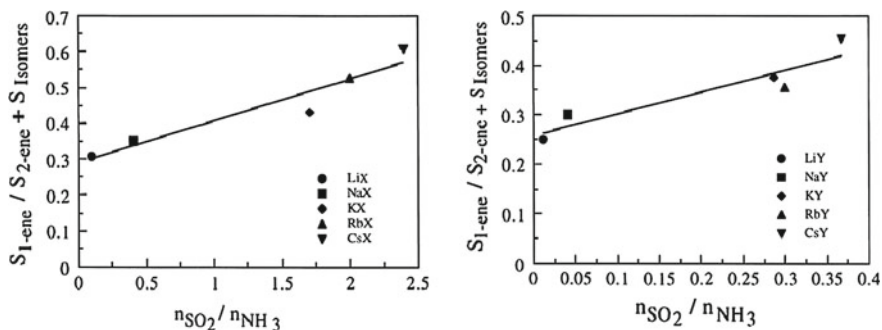 S1-ene / S2-ene + SIsomers
0.7
0.6
0.5
0.4
0.3
0.2
0.1
0
LiX
NaX
KX
RbX
CsX
0 0.5 1 1.5 2 2.5
nSO2 / nNH3
S1-ene / S2-ene + SIsomers
0.5
0.4
0.3
0.2
0.1
0
LiY
NaY
KY
RbY
CsY
0 0.05 0.1 0.15 0.2 0.25 0.3 0.35 0.4
nSO2 / nNH3